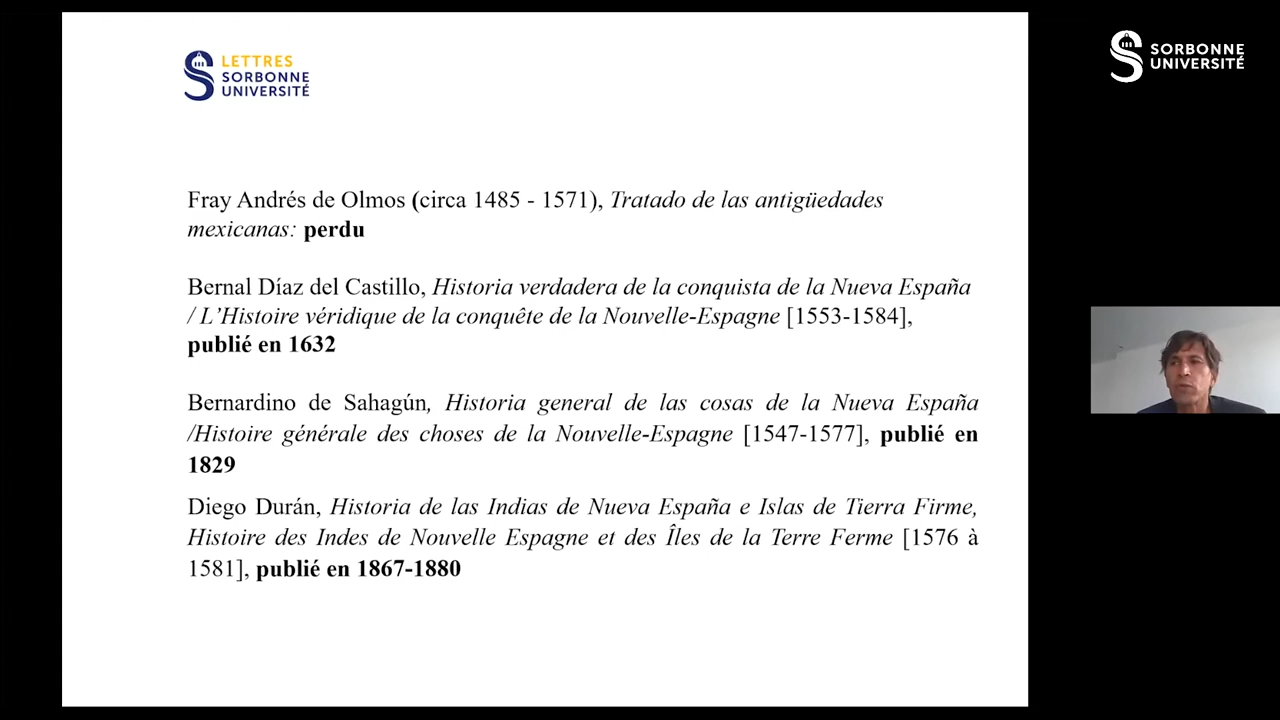 LETTRES
SORBONNE
UNIVERSITÉ
SORBONNE
UNIVERSITÉ
Fray Andrés de Olmos (circa 1485 - 1571), Tratado de las antigüedades
mexicanas: perdu
Bernal Díaz del Castillo, Historia verdadera de la conquista de la Nueva España
/ L’Histoire véridique de la conquête de la Nouvelle-Espagne [1553-1584],
publié en 1632
Bernardino de Sahagún, Historia general de las cosas de la Nueva España
/Histoire générale des choses de la Nouvelle-Espagne [1547-1577], publié en
1829
Diego Durán, Historia de las Indias de Nueva España e Islas de Tierra Firme,
Histoire des Indes de Nouvelle Espagne et des Îles de la Terre Ferme [1576 à
1581], publié en 1867-1880